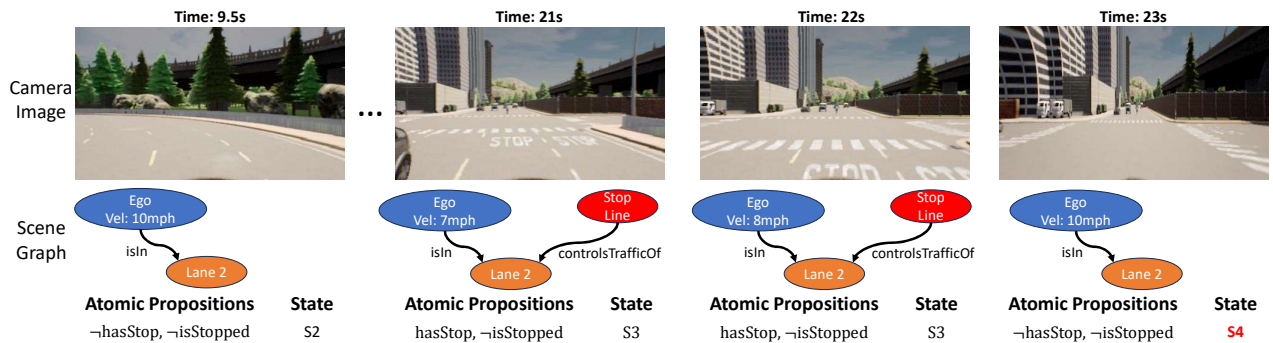 Time: 9.5s
Time: 21s
Time: 22s
Time: 23s
Camera
Image
...
STOP STOP
STOP STO
Scene
Graph
Ego
Vel: 10mph
isIn
Lane 2
Ego
Vel: 7mph
Stop
Line
isIn
controlsTrafficOf
Lane 2
Ego
Vel: 8mph
Stop
Line
isIn
controlsTrafficOf
Lane 2
Ego
Vel: 10mph
isIn
Lane 2
Atomic Propositions State
¬hasStop, ¬isStopped S2
Atomic Propositions State
hasStop, ¬isStopped S3
Atomic Propositions State
hasStop, ¬isStopped S3
Atomic Propositions State
¬hasStop, ¬isStopped S4